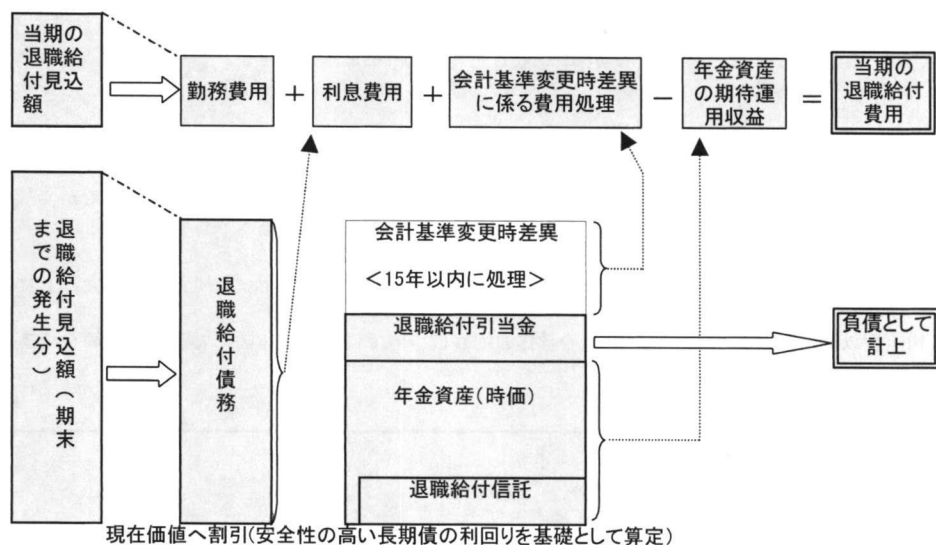 当期の
退職給
付見込
額
勤務費用
+
利息費用
+
会計基準変更時差異
に係る費用処理
−
年金資産
の期待運
用収益
=
当期の
退職給付
費用
退職給付見込額（期末
までの発生分）
退職給付債務
会計基準変更時差異
<15年以内に処理>
退職給付引当金
年金資産(時価)
退職給付信託
負債として
計上
現在価値へ割引(安全性の高い長期債の利回りを基礎として算定)